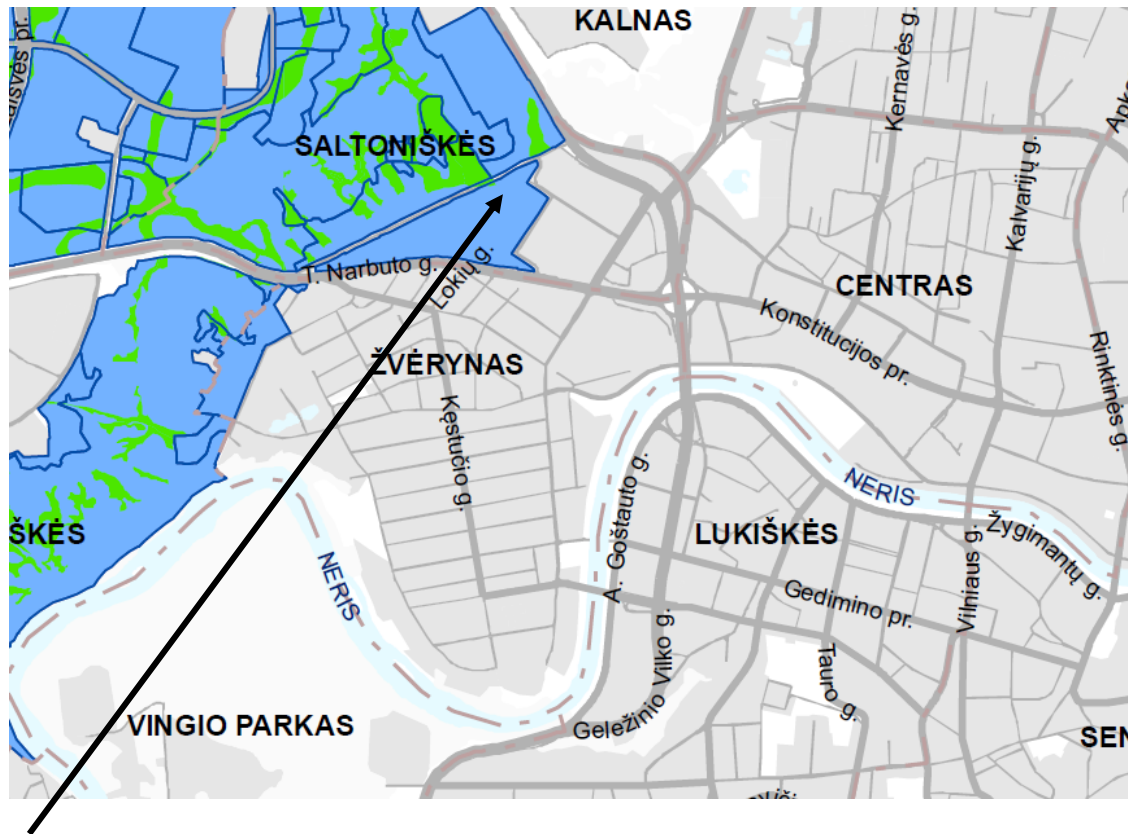 KALNAS
Kernavės g.
SALTONIŠKĖS
Kalvarijų g.
T. Narbuto g.
Lokių g.
CENTRAS
Konstitucijos pr.
Rinktinės g.
ŽVĖRYNAS
Kęstučio g.
NERIS
A. Goštauto g.
LUKIŠKĖS
ŠKĖS
NERIS
Žygimantų g.
Gedimino pr.
Vilniaus g.
Geležinio Vilko g.
Tauro g.
VINGIO PARKAS
SEN